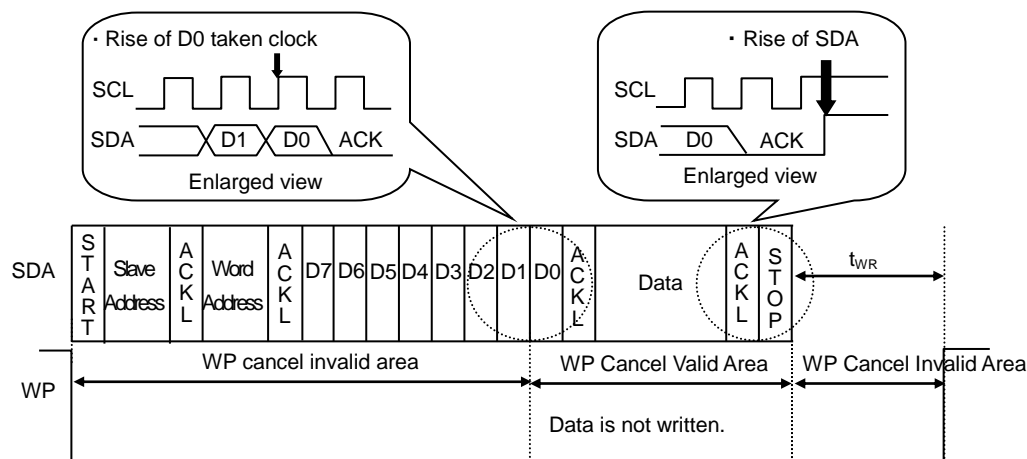 ・Rise of D0 taken clock
SCL
SDA D1 D0 ACK
Enlarged view
・Rise of SDA
SCL
SDA D0 ACK
Enlarged view
SDA START Slave Address ACKL Word Address ACKL D7 D6 D5 D4 D3 D2 D1 D0 ACKL Data ACKL STOP tWR
WP cancel invalid area WP Cancel Valid Area WP Cancel Invalid Area
WP
Data is not written.